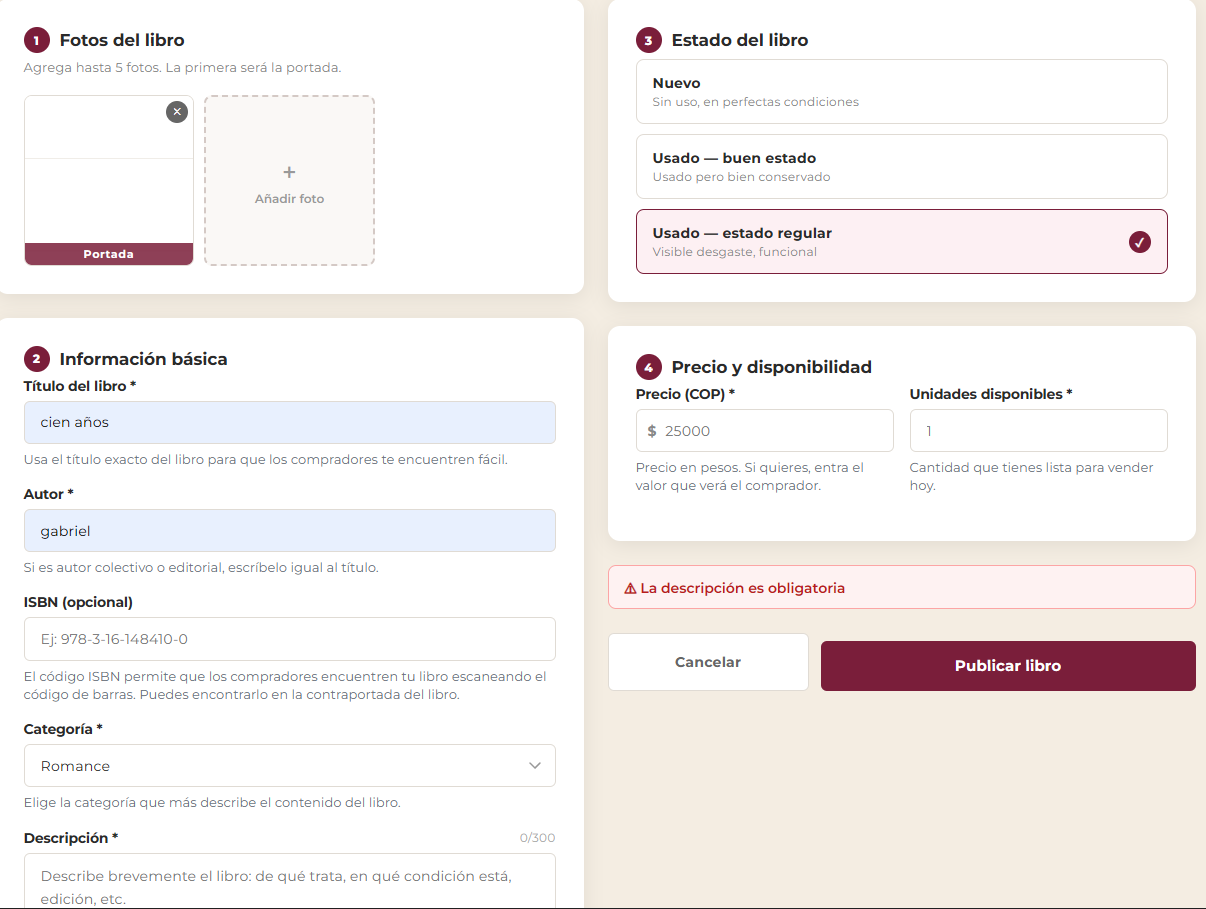 1 Fotos del libro
Agrega hasta 5 fotos. La primera será la portada.
+
Añadir foto
Portada
2 Información básica
Título del libro *
cien años
Usa el título exacto del libro para que los compradores te encuentren fácil.
Autor *
gabriel
Si es autor colectivo o editorial, escríbelo igual al título.
ISBN (opcional)
Ej: 978-3-16-148410-0
El código ISBN permite que los compradores encuentren tu libro escaneando el
código de barras. Puedes encontrarlo en la contraportada del libro.
Categoría *
Romance
Elige la categoría que más describe el contenido del libro.
Descripción * 0/300
Describe brevemente el libro: de qué trata, en qué condición está,
edición, etc.
3 Estado del libro
Nuevo
Sin uso, en perfectas condiciones
Usado — buen estado
Usado pero bien conservado
Usado — estado regular
Visible desgaste, funcional
4 Precio y disponibilidad
Precio (COP) * Unidades disponibles *
$ 25000 1
Precio en pesos. Si quieres, entra el
valor que verá el comprador.
Cantidad que tienes lista para vender
hoy.
⚠ La descripción es obligatoria
Cancelar Publicar libro